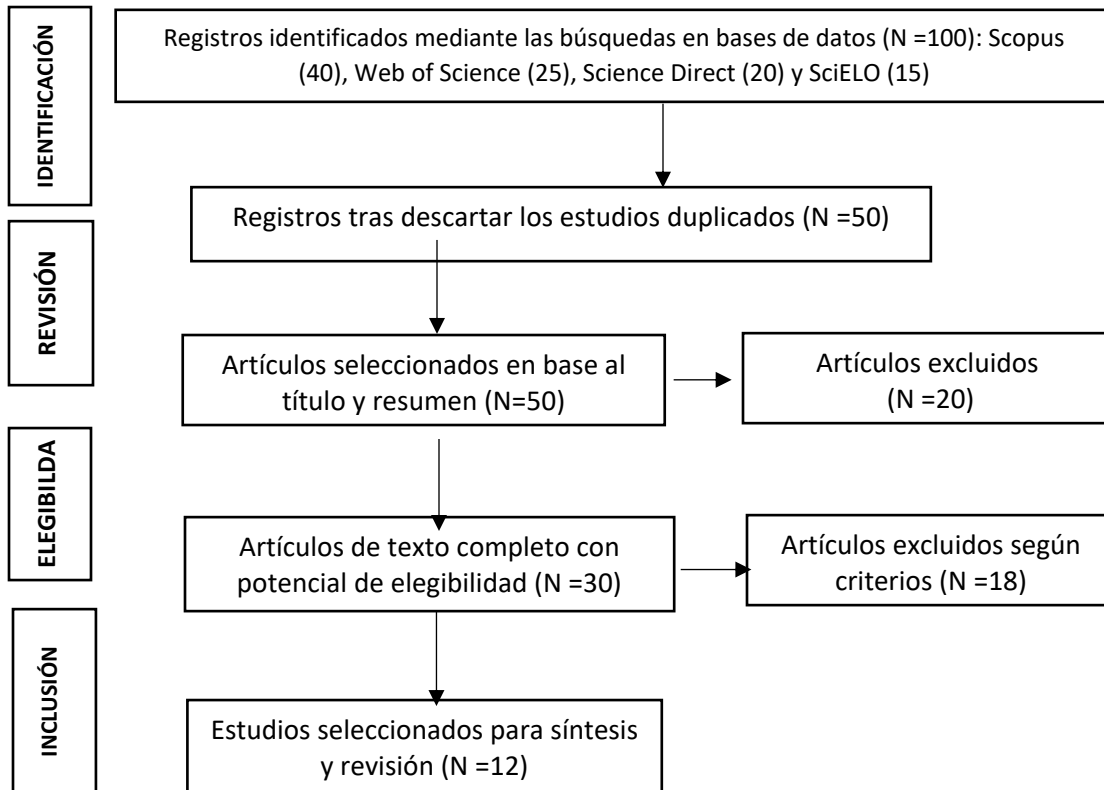 IDENTIFICACIÓN
Registros identificados mediante las búsquedas en bases de datos (N =100): Scopus
(40), Web of Science (25), Science Direct (20) y SciELO (15)
Registros tras descartar los estudios duplicados (N =50)
REVISIÓN
Artículos seleccionados en base al
título y resumen (N=50)
Artículos excluidos
(N =20)
ELEGIBILDA
Artículos de texto completo con
potencial de elegibilidad (N =30)
Artículos excluidos según
criterios (N =18)
INCLUSIÓN
Estudios seleccionados para síntesis
y revisión (N =12)